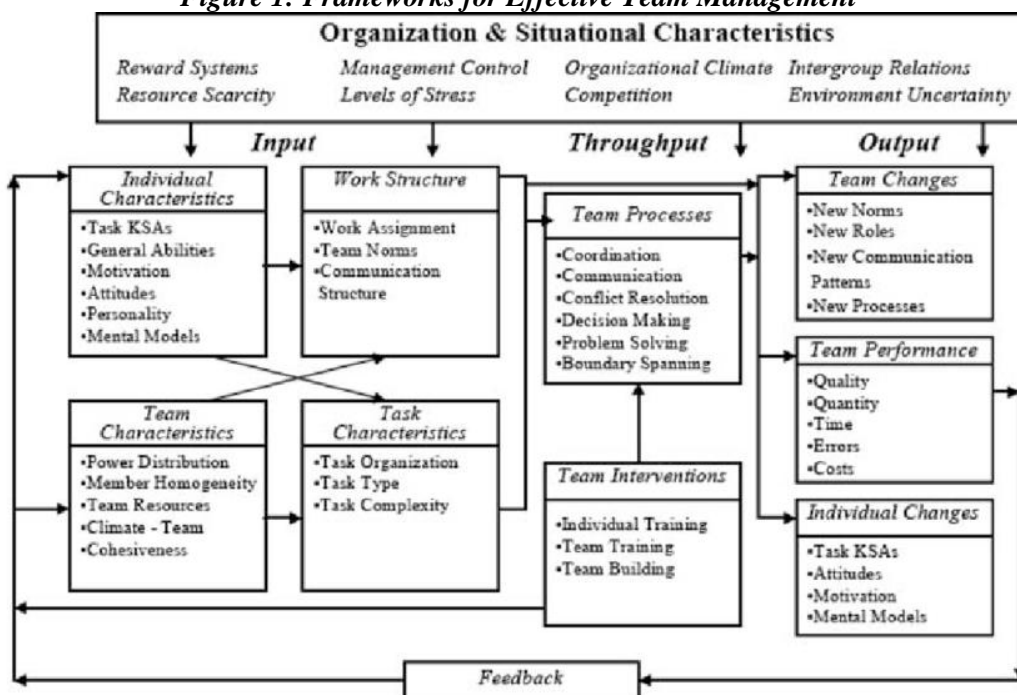 Figure 1: Frameworks for Effective Team Management
Organization & Situational Characteristics
Reward Systems
Management Control
Organizational Climate
Intergroup Relations
Resource Scarcity
Levels of Stress
Competition
Environment Uncertainty
Input
Throughput
Output
Individual
Characteristics
•Task KSAs
•General Abilities
•Motivation
•Attitudes
•Personality
•Mental Models
Work Structure
•Work Assignment
•Team Norms
•Communication
Structure
Team
Characteristics
•Power Distribution
•Member Homogeneity
•Team Resources
•Climate - Team
•Cohesiveness
Task
Characteristics
•Task Organization
•Task Type
•Task Complexity
Team Processes
•Coordination
•Communication
•Conflict Resolution
•Decision Making
•Problem Solving
•Boundary Spanning
Team Interventions
•Individual Training
•Team Training
•Team Building
Team Changes
•New Norms
•New Roles
•New Communication
Patterns
•New Processes
Team Performance
•Quality
•Quantity
•Time
•Errors
•Costs
Individual Changes
•Task KSAs
•Attitudes
•Motivation
•Mental Models
Feedback